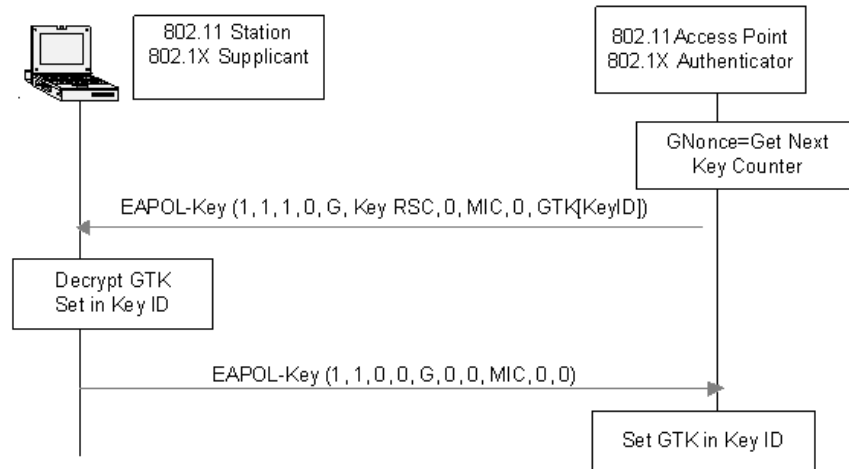 802.11 Station
802.1X Supplicant
802.11 Access Point
802.1X Authenticator
GNonce=Get Next
Key Counter
EAPOL-Key (1,1,1,0,G,Key RSC,0,MIC,0,GTK[KeyID])
Decrypt GTK
Set in Key ID
EAPOL-Key (1,1,0,0,G,0,0,MIC,0,0)
Set GTK in Key ID